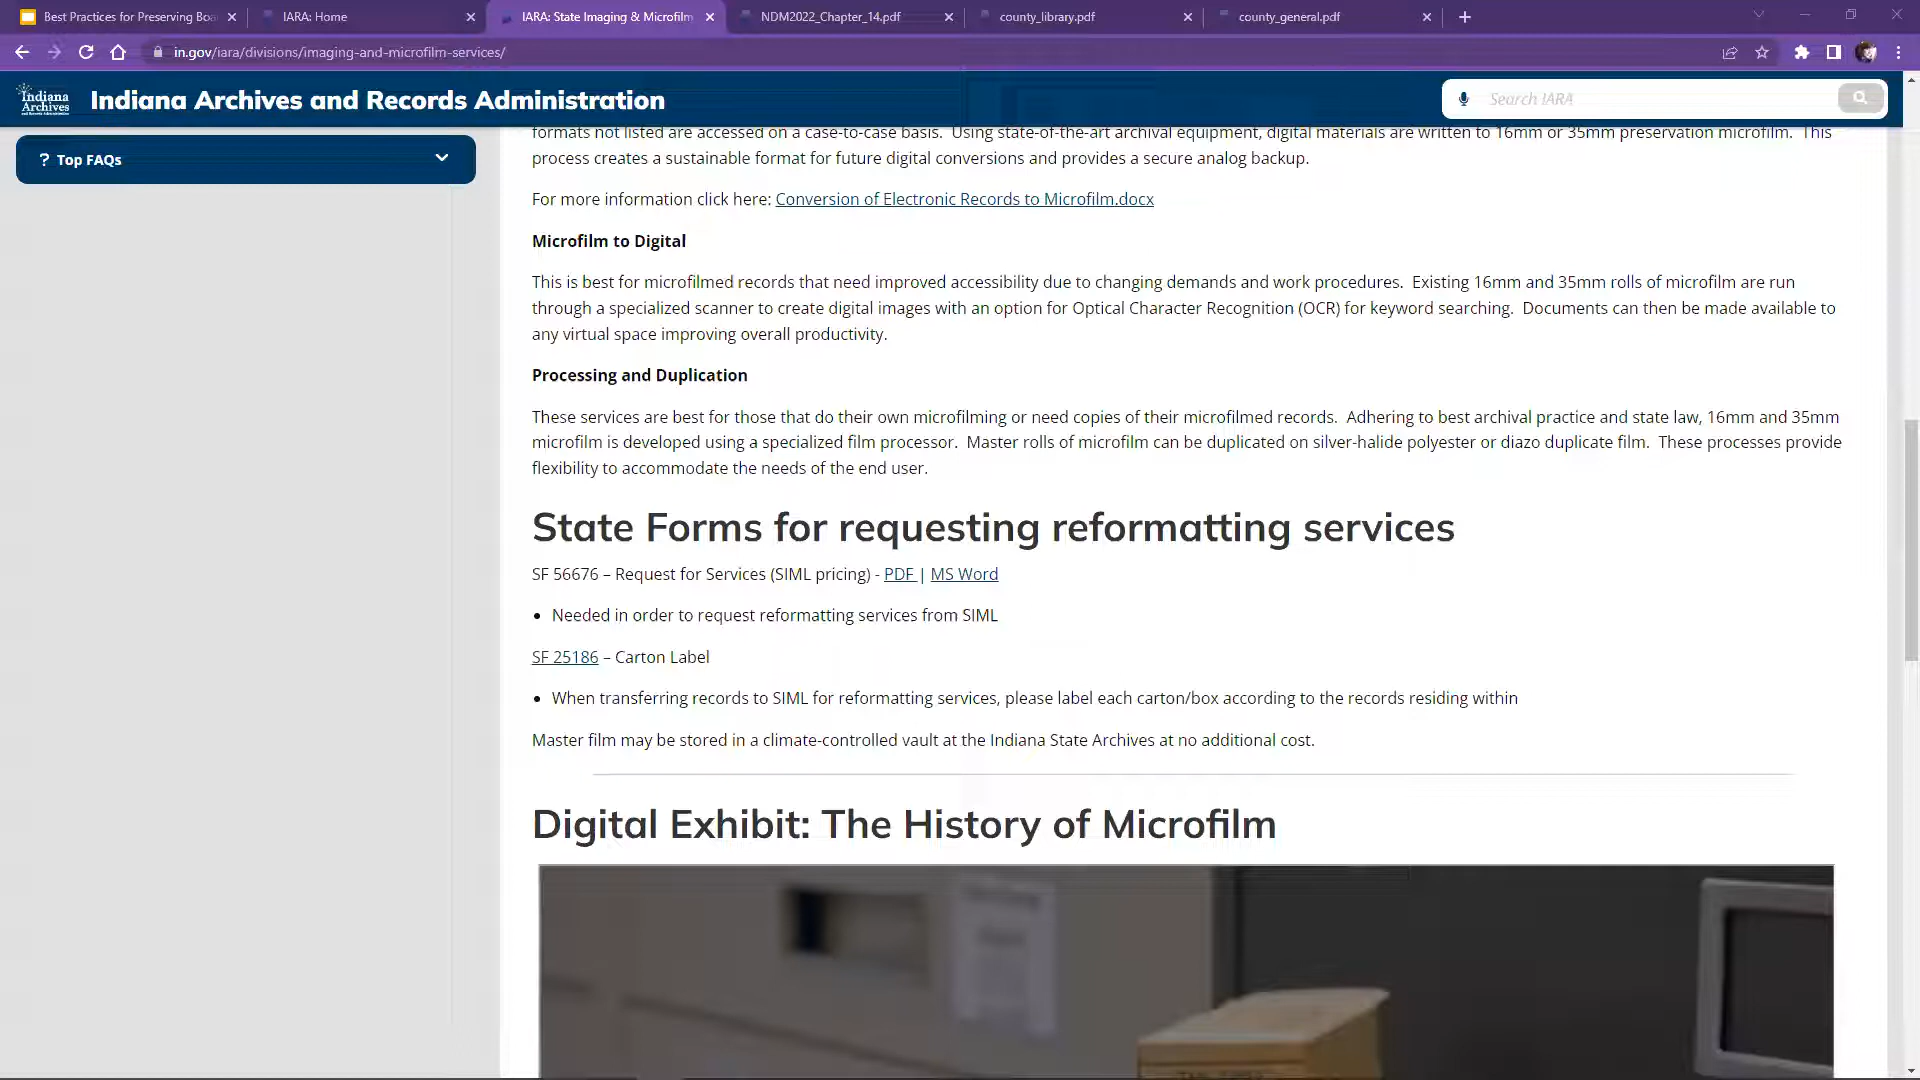 Best Practices for Preserving Boa
IARA: Home
IARA: State Imaging & Microfilm
NDM2022_Chapter_14.pdf
county_library.pdf
county_general.pdf
in.gov/iara/divisions/imaging-and-microfilm-services/
Indiana
Archives
Indiana Archives and Records Administration
Search IARA
? Top FAQs
formats not listed are accessed on a case-to-case basis. Using state-of-the-art archival equipment, digital materials are written to 16mm or 35mm preservation microfilm. This
process creates a sustainable format for future digital conversions and provides a secure analog backup.
For more information click here: Conversion of Electronic Records to Microfilm.docx
Microfilm to Digital
This is best for microfilmed records that need improved accessibility due to changing demands and work procedures. Existing 16mm and 35mm rolls of microfilm are run
through a specialized scanner to create digital images with an option for Optical Character Recognition (OCR) for keyword searching. Documents can then be made available to
any virtual space improving overall productivity.
Processing and Duplication
These services are best for those that do their own microfilming or need copies of their microfilmed records. Adhering to best archival practice and state law, 16mm and 35mm
microfilm is developed using a specialized film processor. Master rolls of microfilm can be duplicated on silver-halide polyester or diazo duplicate film. These processes provide
flexibility to accommodate the needs of the end user.
State Forms for requesting reformatting services
SF 56676 – Request for Services (SIML pricing) - PDF | MS Word
• Needed in order to request reformatting services from SIML
SF 25186 – Carton Label
• When transferring records to SIML for reformatting services, please label each carton/box according to the records residing within
Master film may be stored in a climate-controlled vault at the Indiana State Archives at no additional cost.
Digital Exhibit: The History of Microfilm